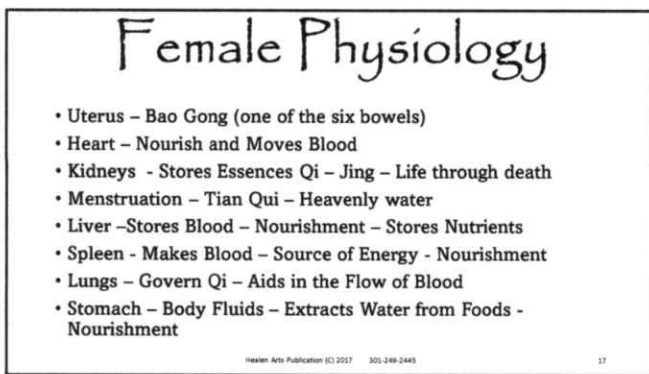 Female Physiology
• Uterus – Bao Gong (one of the six bowels)
• Heart – Nourish and Moves Blood
• Kidneys - Stores Essences Qi – Jing – Life through death
• Menstruation – Tian Qui – Heavenly water
• Liver –Stores Blood – Nourishment – Stores Nutrients
• Spleen - Makes Blood – Source of Energy - Nourishment
• Lungs – Govern Qi – Aids in the Flow of Blood
• Stomach – Body Fluids – Extracts Water from Foods -
Nourishment
Healen Arts Publication (C) 2017 301-249-2445 17